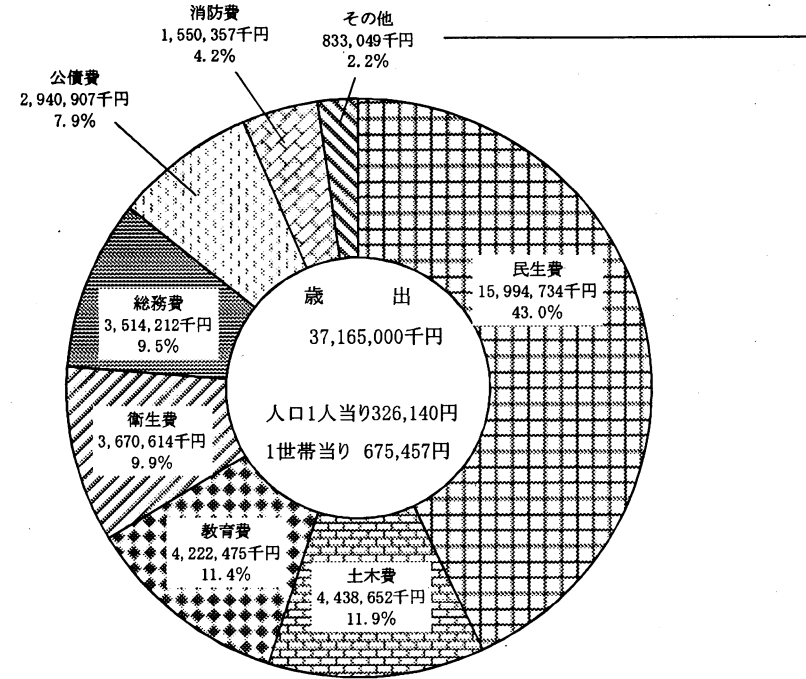 消防費
1,550,357千円
4.2%
その他
833,049千円
2.2%
公債費
2,940,907千円
7.9%
民生費
15,994,734千円
43.0%
総務費
3,514,212千円
9.5%
歳 出
37,165,000千円
人口1人当り326,140円
1世帯当り 675,457円
衛生費
3,670,614千円
9.9%
教育費
4,222,475千円
11.4%
土木費
4,438,652千円
11.9%